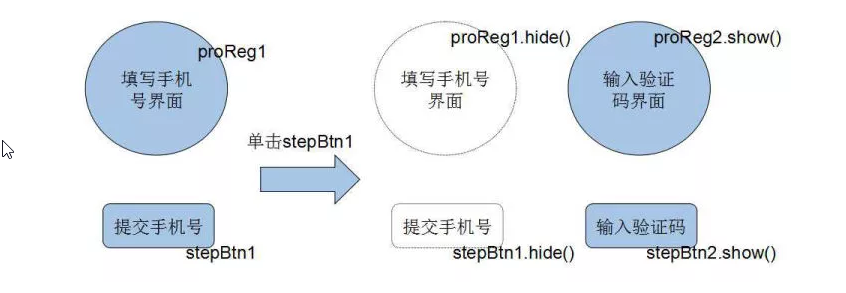 proReg1
填写手机
号界面
单击stepBtn1
提交手机号
stepBtn1
proReg1.hide()
填写手机号
界面
提交手机号
stepBtn1.hide()
proReg2.show()
输入验证
码界面
输入验证码
stepBtn2.show()